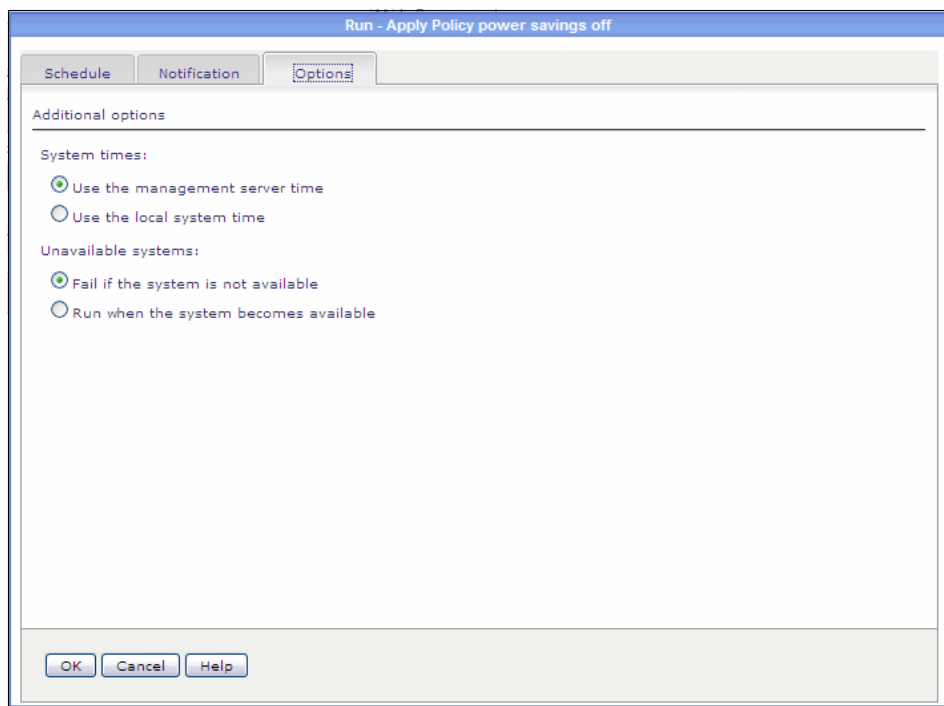 Run - Apply Policy power savings off
Schedule Notification Options
Additional options
System times:
Use the management server time
Use the local system time
Unavailable systems:
Fail if the system is not available
Run when the system becomes available
OK Cancel Help